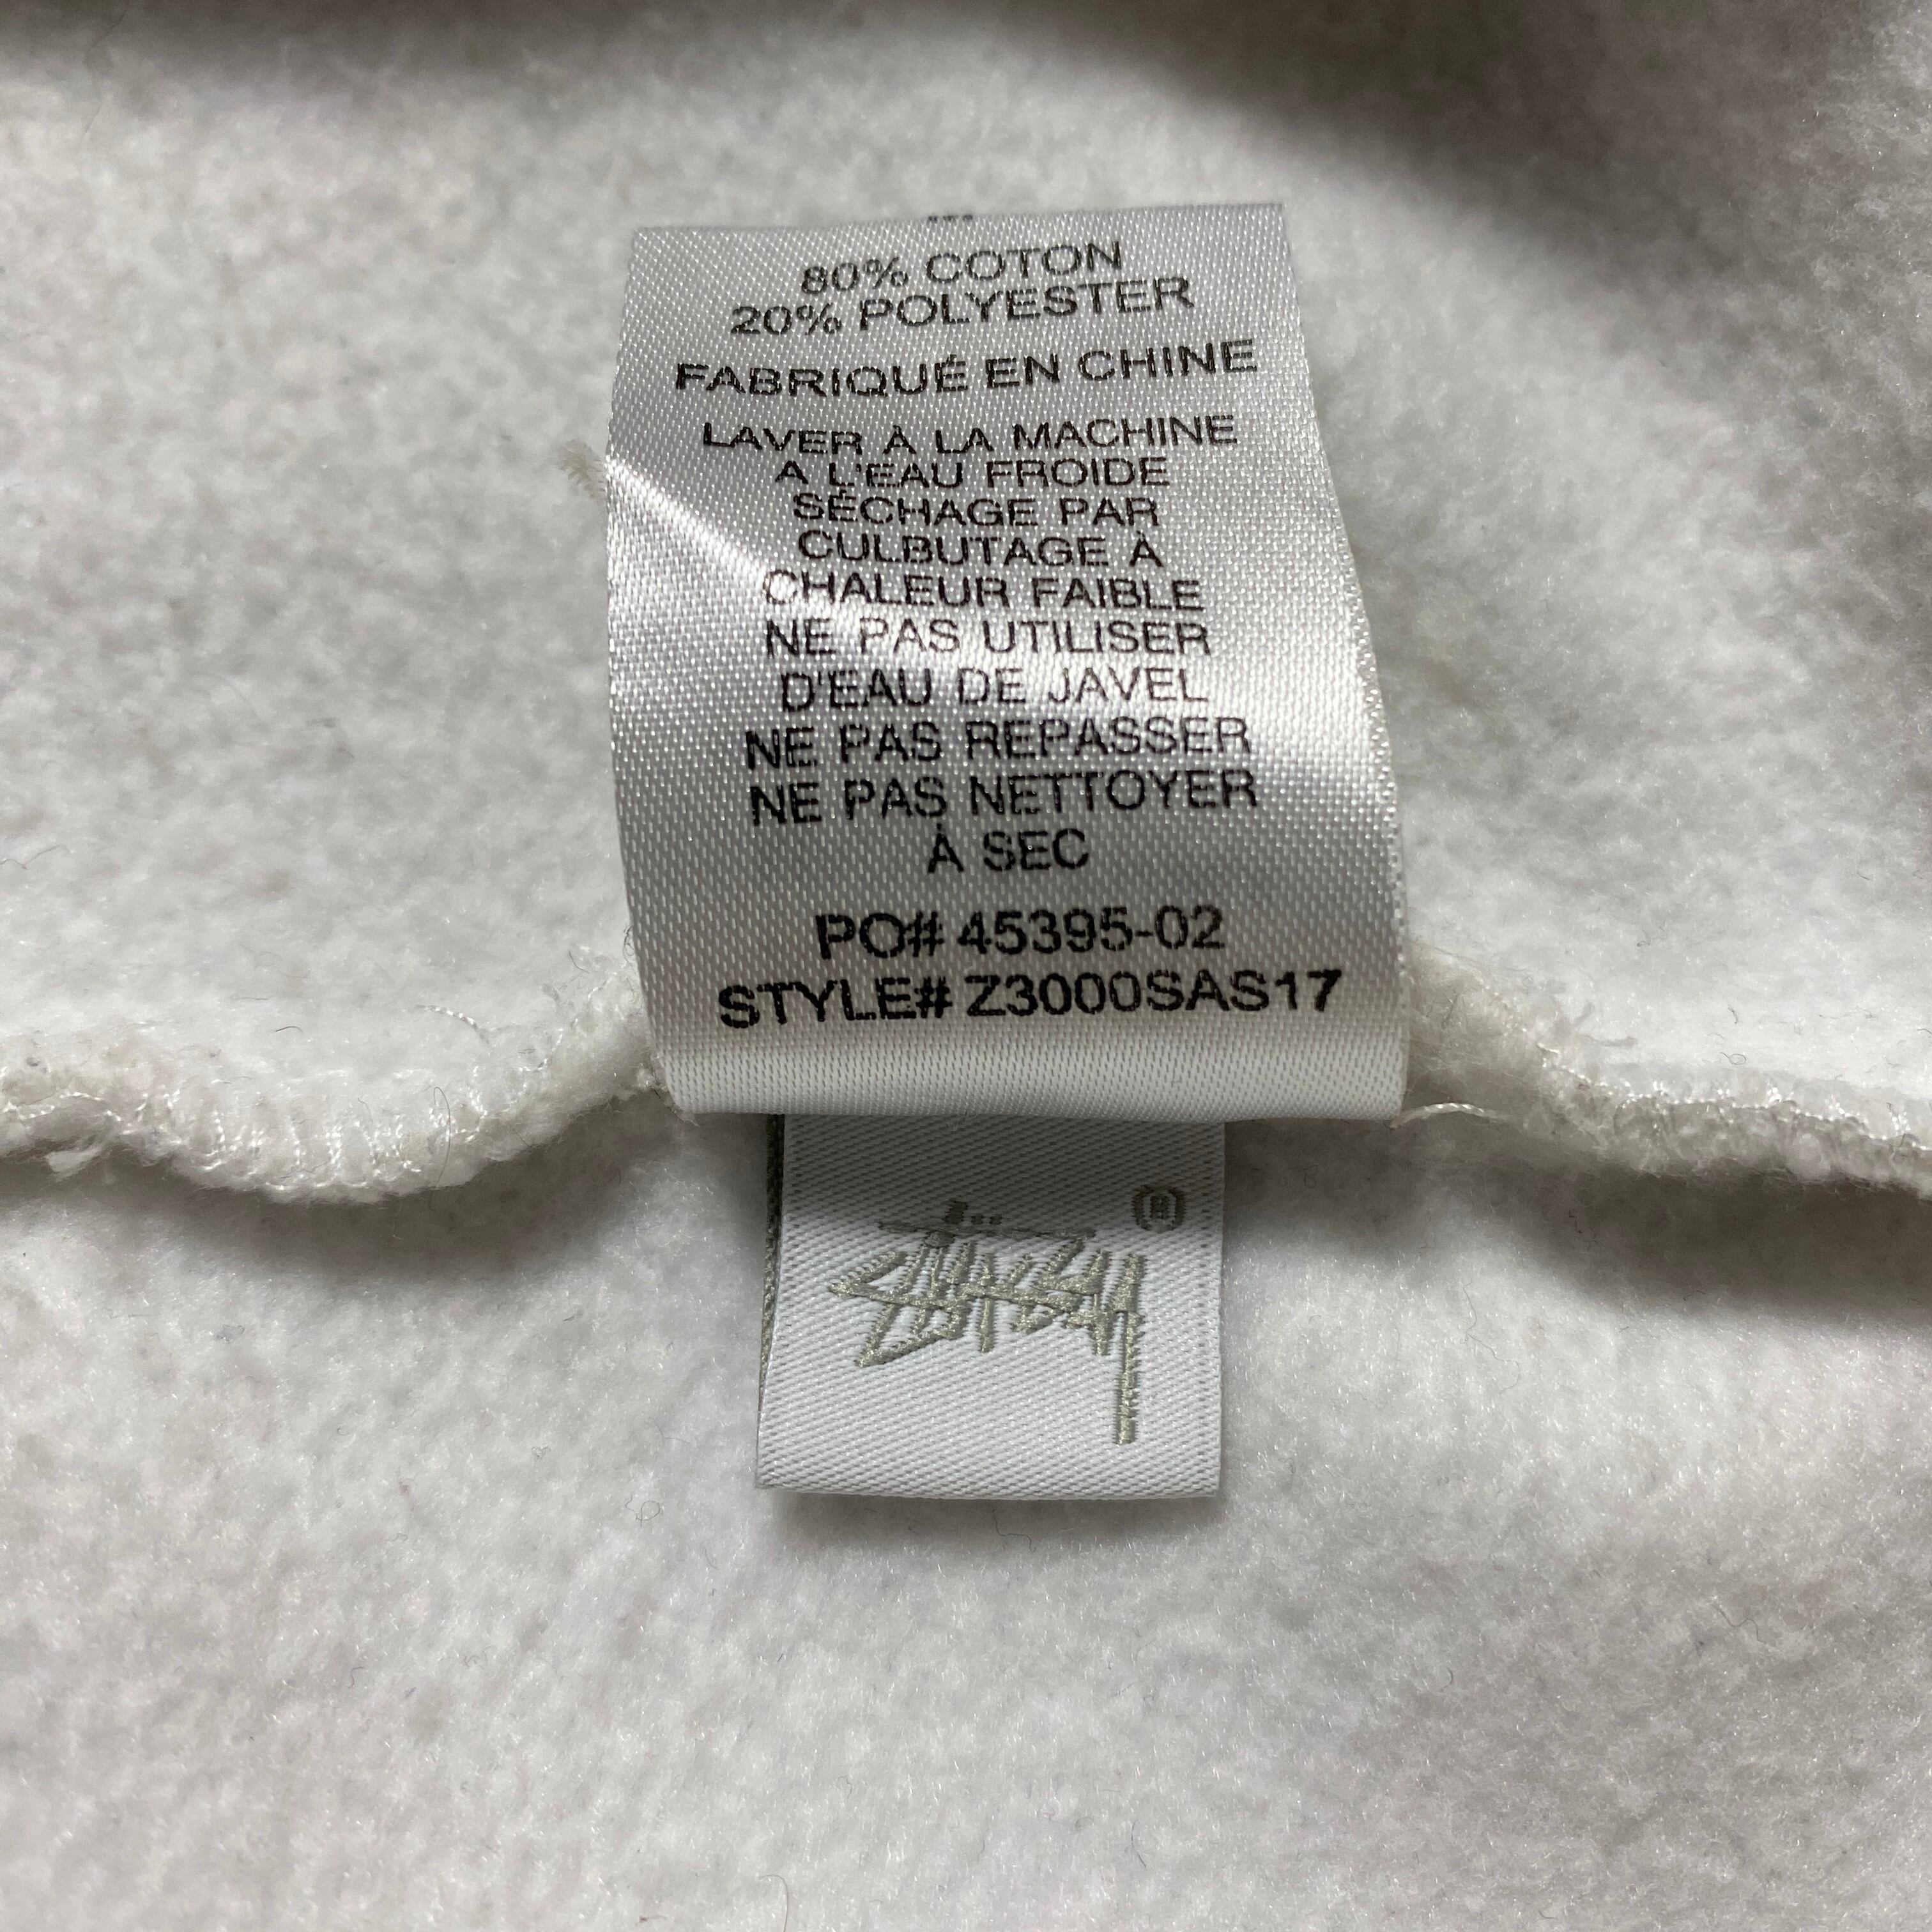 80% COTON
20% POLYESTER
FABRIQUÉ EN CHINE
LAVER À LA MACHINE
A L'EAU FROIDE
SÉCHAGE PAR
CULBUTAGE À
CHALEUR FAIBLE
NE PAS UTILISER
D'EAU DE JAVEL
NE PAS REPASSER
NE PAS NETTOYER
À SEC
PO# 45395-02
STYLE# Z3000SAS17
Stüssy ®